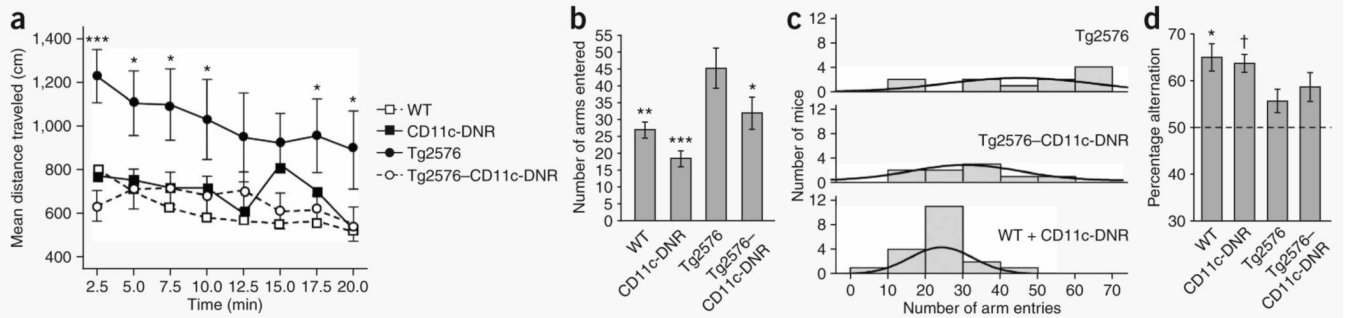 a
Mean distance traveled (cm)
1,400
1,200
1,000
800
600
400
***
*
*
*
*
*
2.5 5.0 7.5 10.0 12.5 15.0 17.5 20.0
Time (min)
WT
CD11c-DNR
Tg2576
Tg2576–CD11c-DNR
b
Number of arms entered
55
50
45
40
35
30
25
20
15
10
5
0
**
***
*
WT
CD11c-DNR
Tg2576
Tg2576–
CD11c-DNR
c
Number of mice
12
8
4
0
Tg2576
12
8
4
0
Tg2576–CD11c-DNR
12
8
4
0
WT + CD11c-DNR
0 10 20 30 40 50 60 70
Number of arm entries
d
Percentage alternation
70
60
50
40
30
*
†
WT
CD11c-DNR
Tg2576
Tg2576–
CD11c-DNR